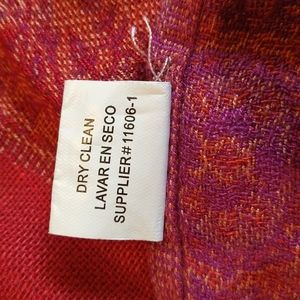 DRY CLEAN
LAVAR EN SECO
SUPPLIER#11606-1